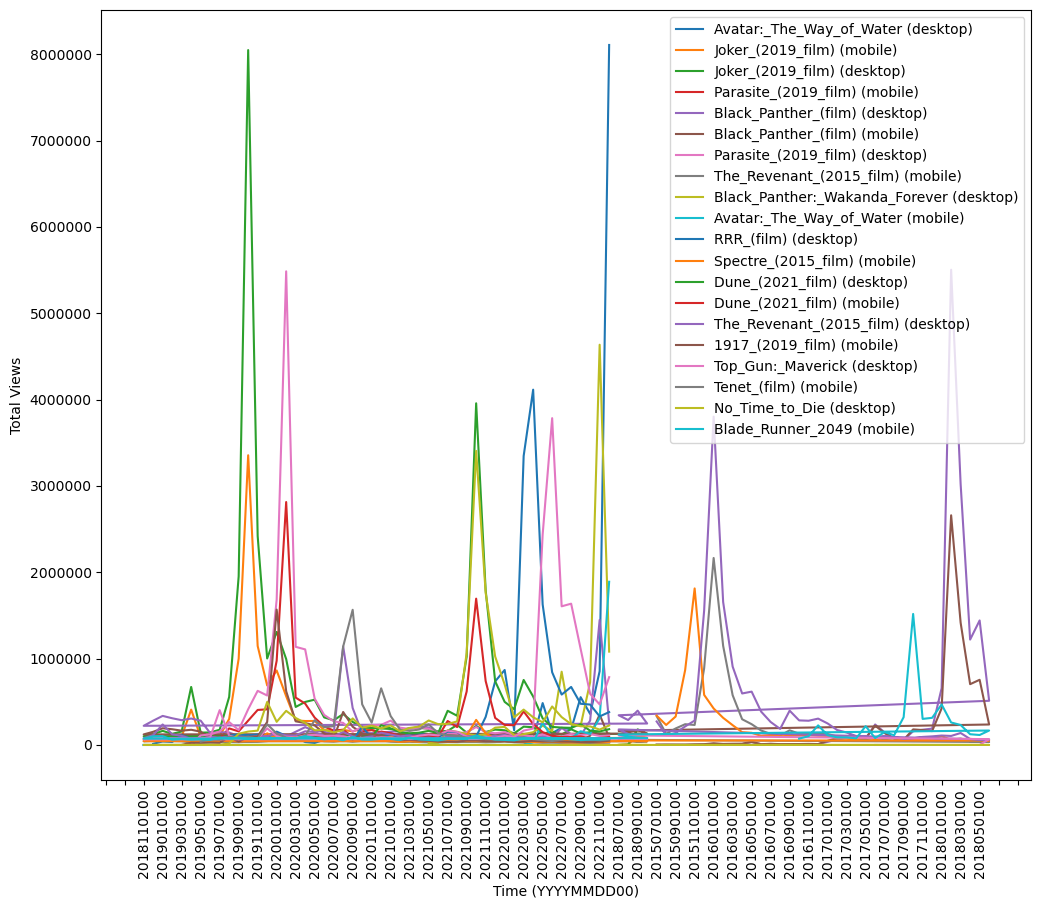 8000000
7000000
6000000
5000000
4000000
3000000
2000000
1000000
0
Total Views
Avatar:_The_Way_of_Water (desktop)
Joker_(2019_film) (mobile)
Joker_(2019_film) (desktop)
Parasite_(2019_film) (mobile)
Black_Panther_(film) (desktop)
Black_Panther_(film) (mobile)
Parasite_(2019_film) (desktop)
The_Revenant_(2015_film) (mobile)
Black_Panther:_Wakanda_Forever (desktop)
Avatar:_The_Way_of_Water (mobile)
RRR_(film) (desktop)
Spectre_(2015_film) (mobile)
Dune_(2021_film) (desktop)
Dune_(2021_film) (mobile)
The_Revenant_(2015_film) (desktop)
1917_(2019_film) (mobile)
Top_Gun:_Maverick (desktop)
Tenet_(film) (mobile)
No_Time_to_Die (desktop)
Blade_Runner_2049 (mobile)
2018110100
2019010100
2019030100
2019050100
2019070100
2019090100
2019110100
2020010100
2020030100
2020050100
2020070100
2020090100
2020110100
2021010100
2021030100
2021050100
2021070100
2021090100
2021110100
2022010100
2022030100
2022050100
2022070100
2022090100
2022110100
2018070100
2018090100
2015070100
2015090100
2015110100
2016010100
2016030100
2016050100
2016070100
2016090100
2016110100
2017010100
2017030100
2017050100
2017070100
2017090100
2017110100
2018010100
2018030100
2018050100
Time (YYYYMMDD00)